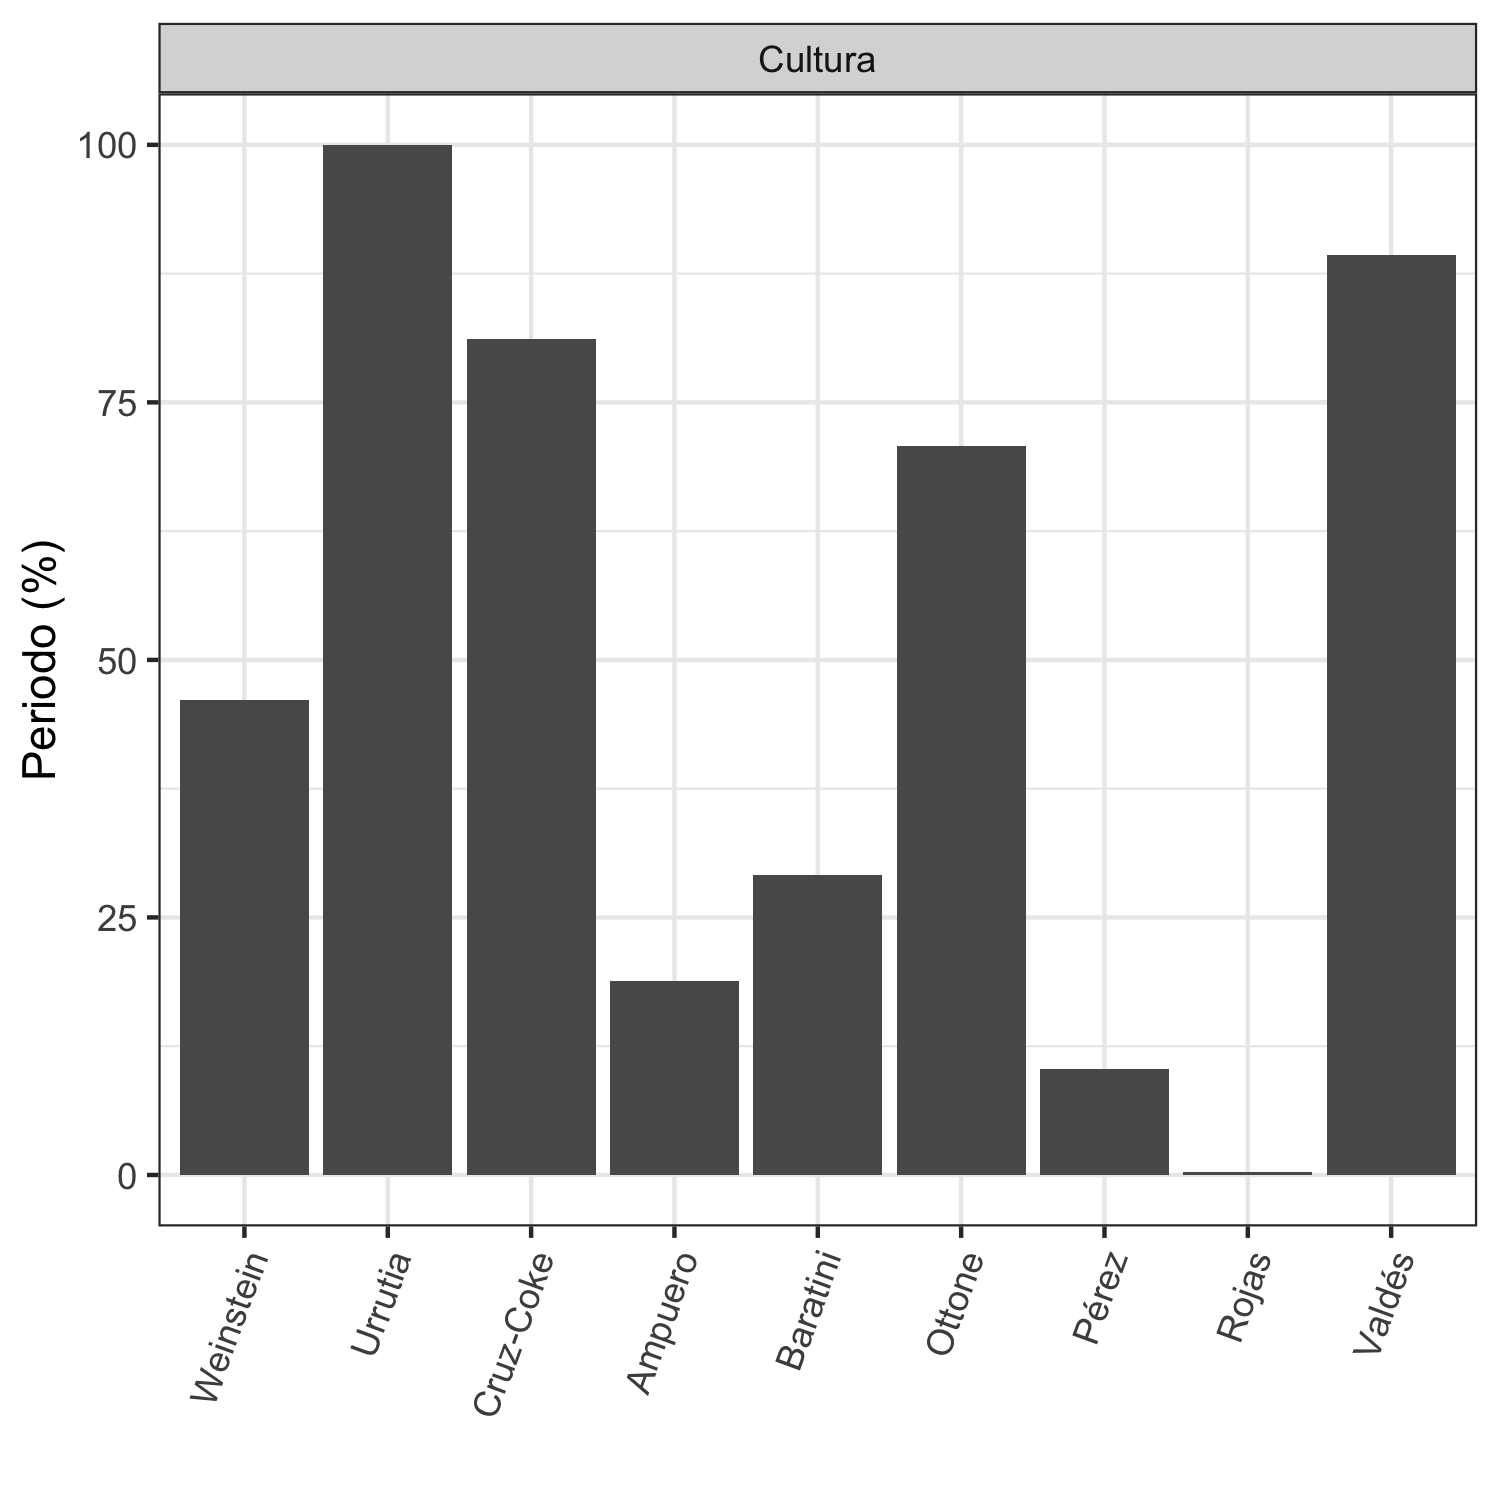 Cultura
Periodo (%)
100
75
50
25
0
Weinstein
Urrutia
Cruz-Coke
Ampuero
Baratini
Ottone
Pérez
Rojas
Valdés